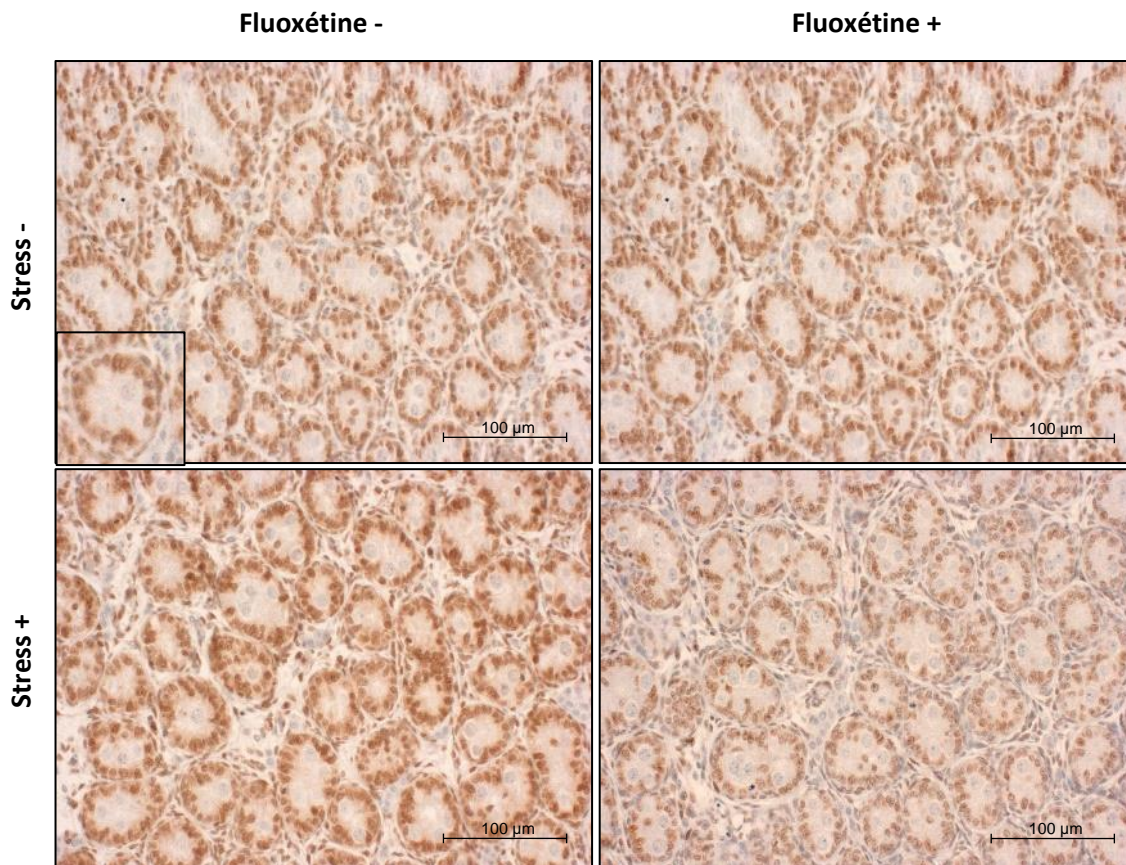 Fluoxétine -
Fluoxétine +
Stress -
100 µm
100 µm
Stress +
100 µm
100 µm